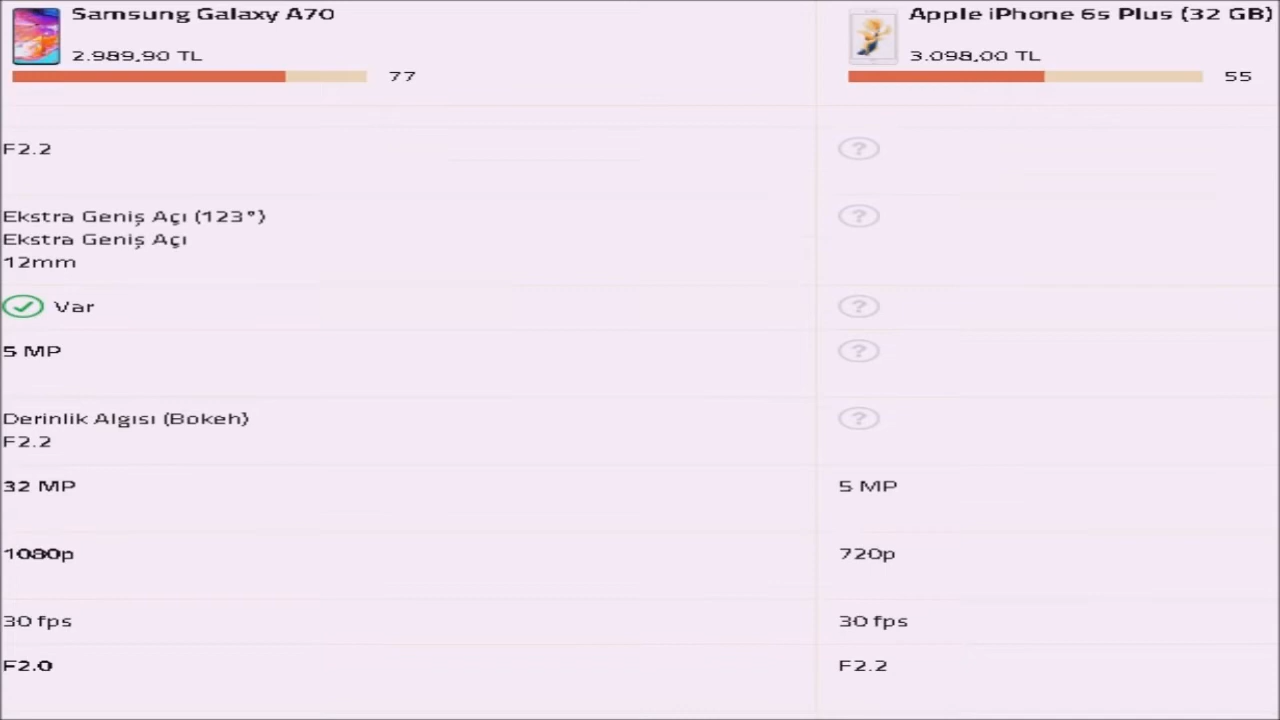 Samsung Galaxy A70
2.989,90 TL
77
Apple iPhone 6s Plus (32 GB)
3.098,00 TL
55
F2.2
?
Ekstra Geniş Açı (123°)
Ekstra Geniş Açı
12mm
?
Var
?
5 MP
?
Derinlik Algısı (Bokeh)
F2.2
?
32 MP
5 MP
1080p
720p
30 fps
30 fps
F2.0
F2.2